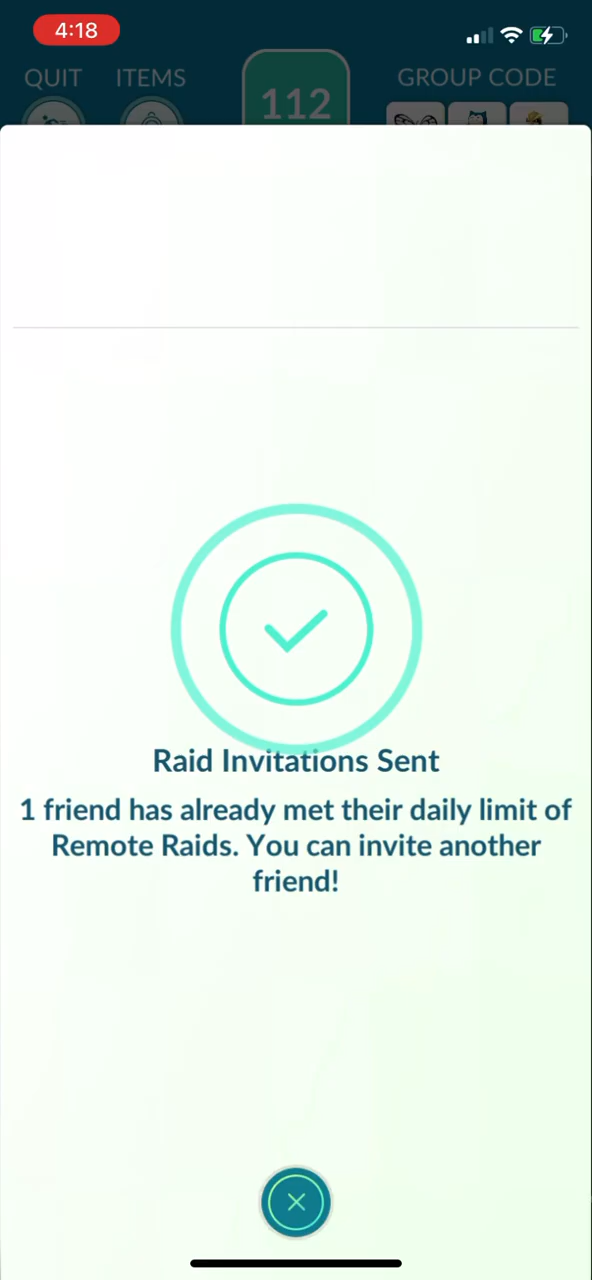 4:18
QUIT ITEMS 112 GROUP CODE
Raid Invitations Sent
1 friend has already met their daily limit of
Remote Raids. You can invite another
friend!